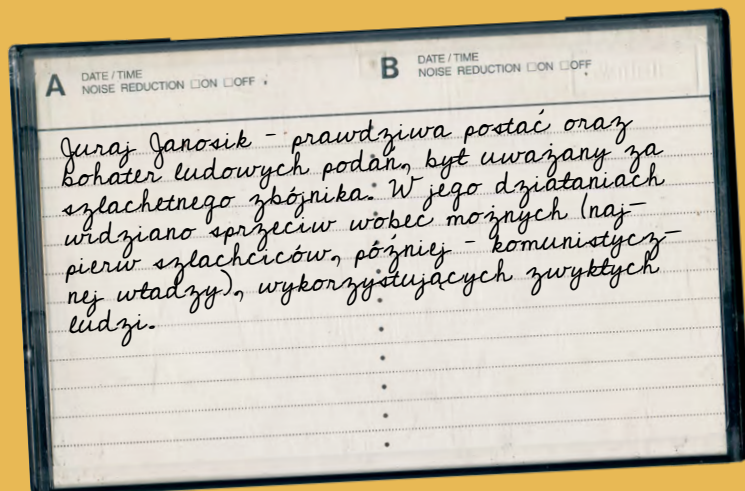 A DATE / TIME
NOISE REDUCTION □ON □OFF
B DATE / TIME
NOISE REDUCTION □ON □OFF
Juraj Janosik – prawdziwa postać oraz
bohater ludowych podań, był uważany za
szlachetnego zbójnika. W jego działaniach
widziano sprzeciw wobec możnych (naj-
pierw szlachciców, później – komunistycz-
nej władzy), wykorzystujących zwykłych
ludzi.